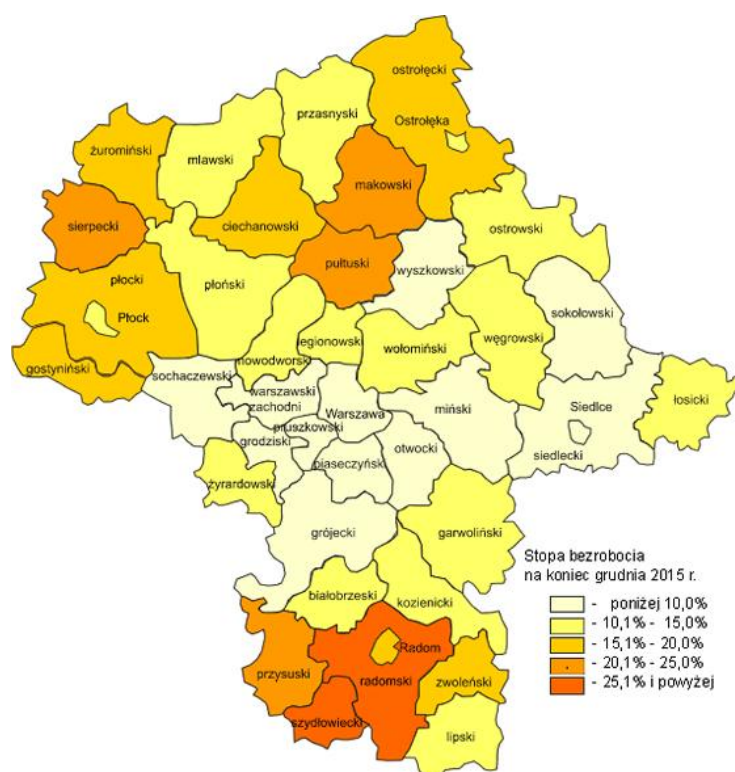 ostrołęcki
przasnyski
Ostrołęka
żuromiński
mławski
makowski
sierpecki
ciechanowski
ostrowski
pułtuski
wyszkowski
płocki
płoński
sokołowski
Płock
węgrowski
legionowski
wołomiński
nowodworski
gostyniński
sochaczewski
warszawski
zachodni
Warszawa
miński
Siedlce
łosicki
pruszkowski
grodziski
otwocki
siedlecki
piaseczyński
żyrardowski
grójecki
garwoliński
Stopa bezrobocia
na koniec grudnia 2015 r.
- poniżej 10,0%
- 10,1% - 15,0%
- 15,1% - 20,0%
- 20,1% - 25,0%
- 25,1% i powyżej
białobrzeski
kozienicki
Radom
przysuski
radomski
zwoleński
szydłowiecki
lipski